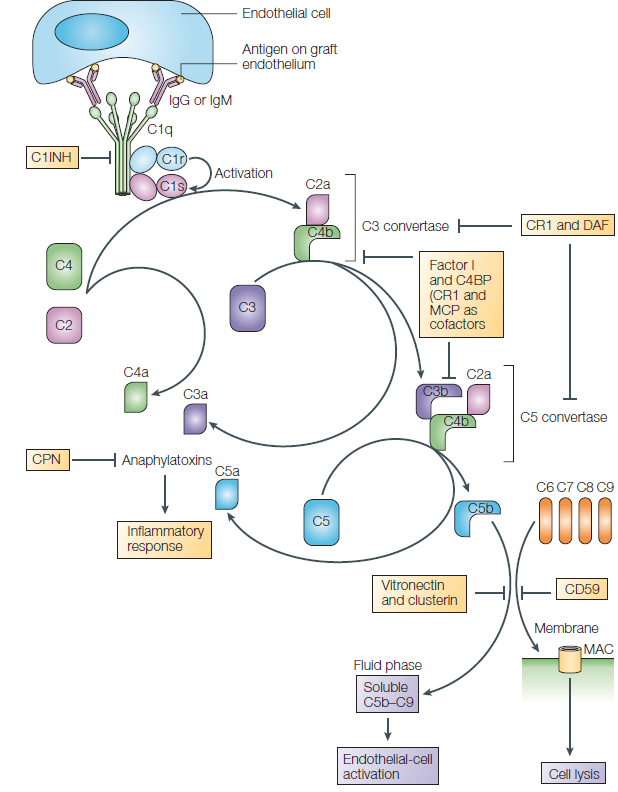 Endothelial cell
Antigen on graft
endothelium
IgG or IgM
C1q
C1INH
C1r
C1s
Activation
C2a
C4b
C3 convertase
CR1 and DAF
C4
C2
C3
Factor I
and C4BP
(CR1 and
MCP as
cofactors
C4a
C3a
C3b
C2a
C4b
C5 convertase
CPN
Anaphylatoxins
C5a
Inflammatory
response
C5
C5b
C6 C7 C8 C9
Vitronectin
and clusterin
CD59
Membrane
MAC
Fluid phase
Soluble
C5b–C9
Endothelial-cell
activation
Cell lysis